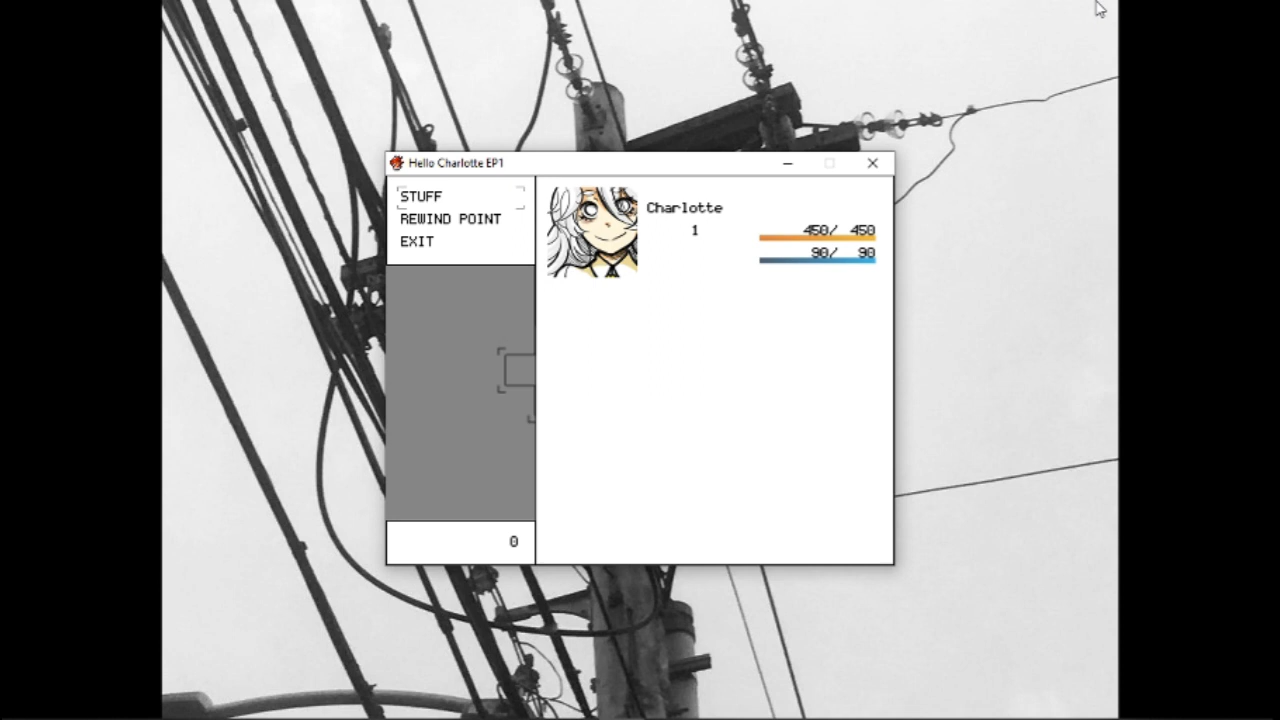 Hello Charlotte EP1
STUFF
REWIND POINT
EXIT
Charlotte
1
450/ 450
90/ 90
0